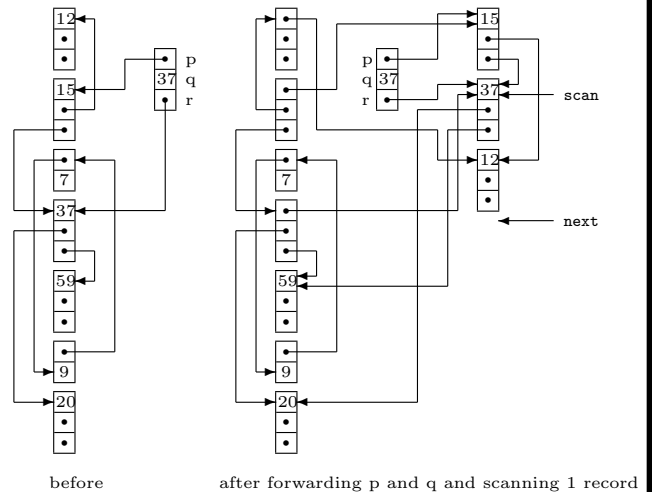 12
15
p
37 q
r
7
37
59
9
20
before
15
p
37 q
r
37
scan
7
12
next
59
9
20
after forwarding p and q and scanning 1 record